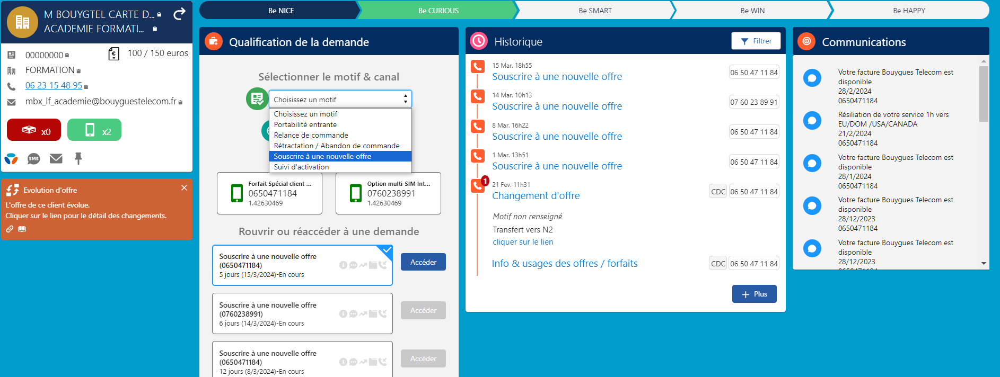 M BOUYGTEL CARTE D...
ACADEMIE FORMATI...
00000000
100 / 150 euros
FORMATION
06 23 15 48 95
mbx_lf_academie@bouyguestelecom.fr
x0
x2
SMS
Evolution d'offre
L'offre de ce client évolue.
Cliquer sur le lien pour le détail des changements.
Be NICE
Be CURIOUS
Be SMART
Be WIN
Be HAPPY
Qualification de la demande
Sélectionner le motif & canal
Choisissez un motif
Choisissez un motif
Portabilité entrante
Relance de commande
Rétractation / Abandon de commande
Souscrire à une nouvelle offre
Suivi d'activation
Forfait Spécial client ...
0650471184
1.42630469
Option multi-SIM Int...
0760238991
1.42630469
Rouvrir ou réaccéder à une demande
Souscrire à une nouvelle offre
(0650471184)
5 jours (15/3/2024)-En cours
Accéder
Souscrire à une nouvelle offre
(0760238991)
6 jours (14/3/2024)-En cours
Accéder
Souscrire à une nouvelle offre
(0650471184)
12 jours (8/3/2024)-En cours
Accéder
Historique
Filtrer
15 Mar. 18h55
Souscrire à une nouvelle offre
06 50 47 11 84
14 Mar. 10h13
Souscrire à une nouvelle offre
07 60 23 89 91
8 Mar. 16h22
Souscrire à une nouvelle offre
06 50 47 11 84
1 Mar. 13h51
Souscrire à une nouvelle offre
06 50 47 11 84
1
21 Fev. 11h31
Changement d'offre
CDC
06 50 47 11 84
Motif non renseigné
Transfert vers N2
cliquer sur le lien
Info & usages des offres / forfaits
CDC
06 50 47 11 84
Plus
Communications
Votre facture Bouygues Telecom est
disponible
28/2/2024
0650471184
Résiliation de votre service 1h vers
EU/DOM /USA/CANADA
21/2/2024
0650471184
Votre facture Bouygues Telecom est
disponible
28/1/2024
0650471184
Votre facture Bouygues Telecom est
disponible
28/12/2023
0650471184
Votre facture Bouygues Telecom est
disponible
28/12/2023